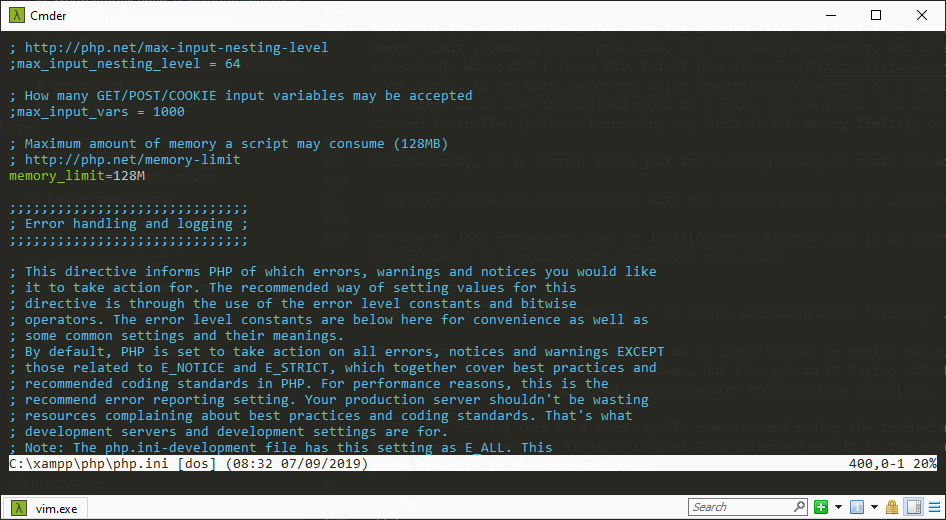 Cmder
; http://php.net/max-input-nesting-level
;max_input_nesting_level = 64
; How many GET/POST/COOKIE input variables may be accepted
;max_input_vars = 1000
; Maximum amount of memory a script may consume (128MB)
; http://php.net/memory-limit
memory_limit=128M
;;;;;;;;;;;;;;;;;;;;;;;;;;;;;;
; Error handling and logging ;
;;;;;;;;;;;;;;;;;;;;;;;;;;;;;;
; This directive informs PHP of which errors, warnings and notices you would like
; it to take action for. The recommended way of setting values for this
; directive is through the use of the error level constants and bitwise
; operators. The error level constants are below here for convenience as well as
; some common settings and their meanings.
; By default, PHP is set to take action on all errors, notices and warnings EXCEPT
; those related to E_NOTICE and E_STRICT, which together cover best practices and
; recommended coding standards in PHP. For performance reasons, this is the
; recommend error reporting setting. Your production server shouldn't be wasting
; resources complaining about best practices and coding standards. That's what
; development servers and development settings are for.
; Note: The php.ini-development file has this setting as E_ALL. This
C:\xampp\php\php.ini [dos] (08:32 07/09/2019) 400,0-1 20%
vim.exe
Search